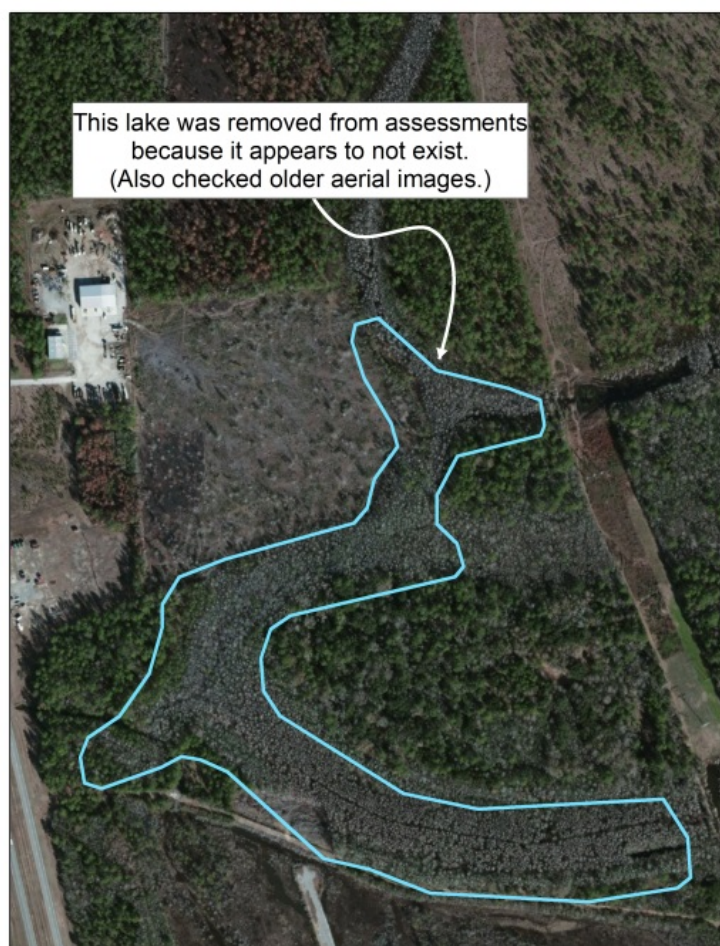 This lake was removed from assessments
because it appears to not exist.
(Also checked older aerial images.)